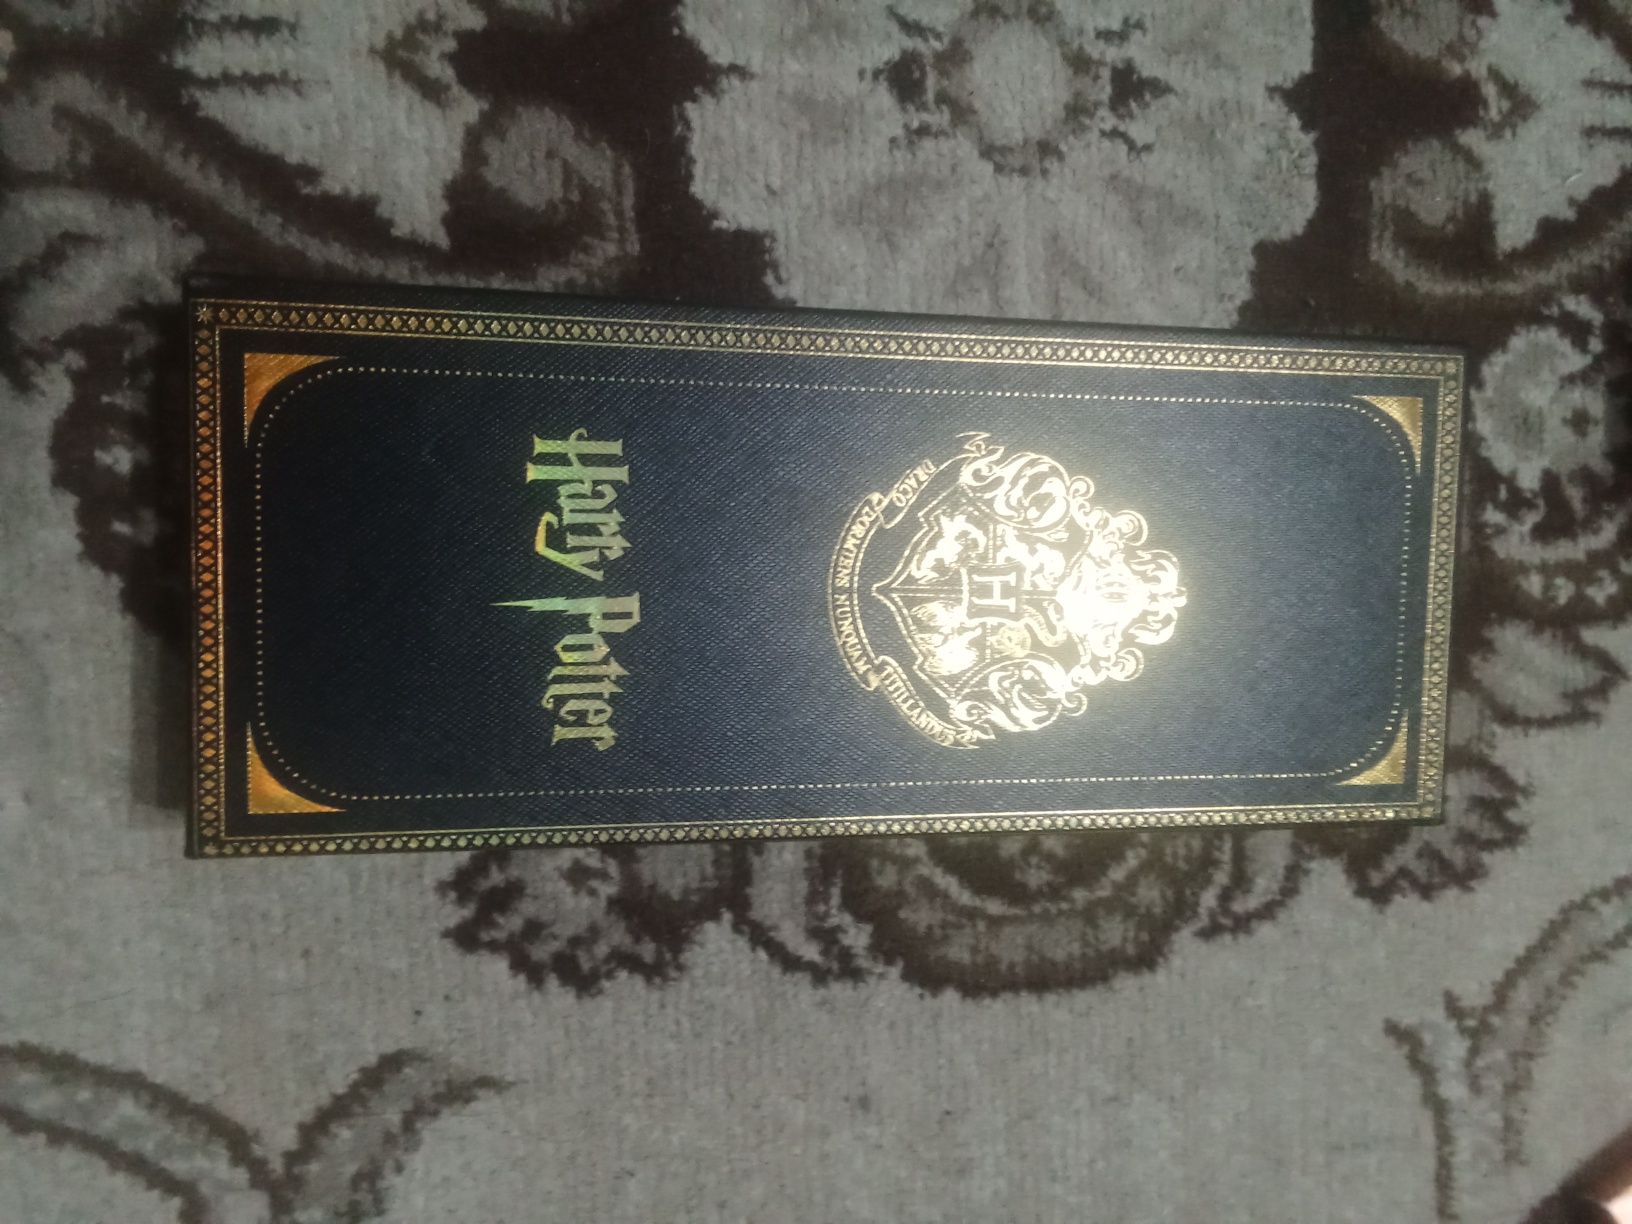 H
DRACO DORMIENS NUNQUAM TITILLANDUS
Harry Potter